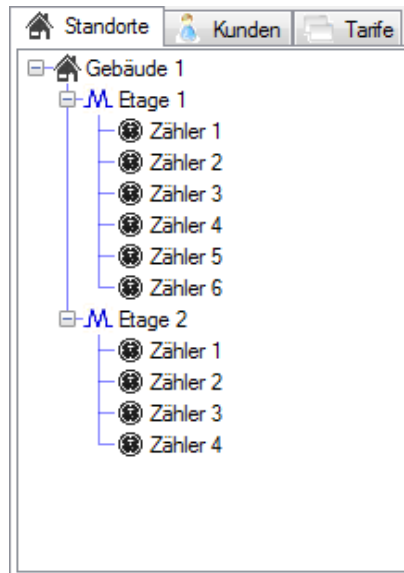 Standorte Kunden Tarife
Gebäude 1
Etage 1
Zähler 1
Zähler 2
Zähler 3
Zähler 4
Zähler 5
Zähler 6
Etage 2
Zähler 1
Zähler 2
Zähler 3
Zähler 4